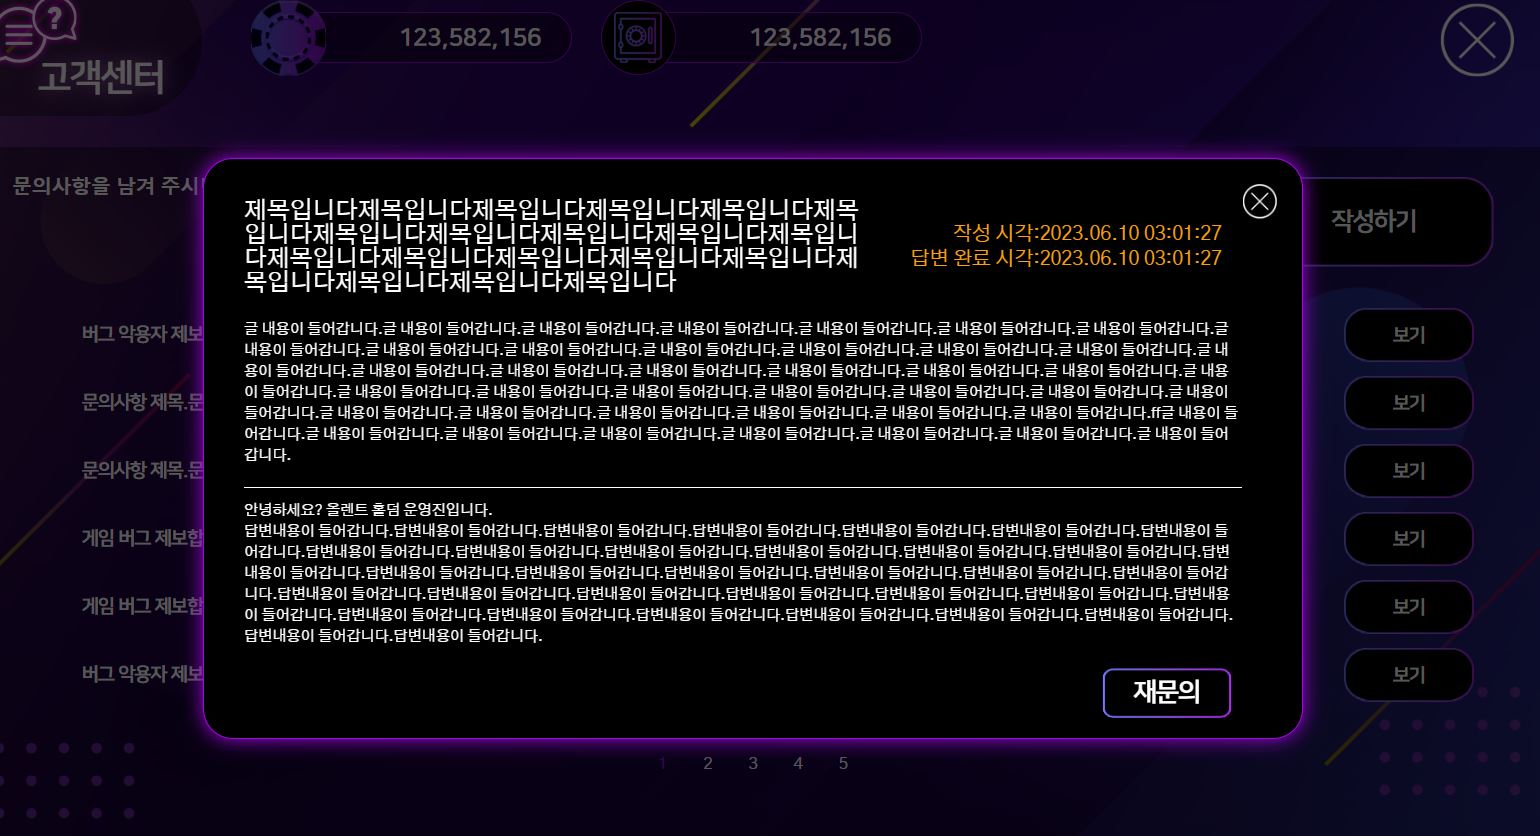 123,582,156
123,582,156
고객센터
문의사항을 남겨 주시
작성하기
제목입니다제목입니다제목입니다제목입니다제목입니다제목
입니다제목입니다제목입니다제목입니다제목입니다제목입니
다제목입니다제목입니다제목입니다제목입니다제목입니다제
목입니다제목입니다제목입니다제목입니다
작성 시각:2023.06.10 03:01:27
답변 완료 시각:2023.06.10 03:01:27
글 내용이 들어갑니다.글 내용이 들어갑니다.글 내용이 들어갑니다.글 내용이 들어갑니다.글 내용이 들어갑니다.글 내용이 들어갑니다.글 내용이 들어갑니다.글
내용이 들어갑니다.글 내용이 들어갑니다.글 내용이 들어갑니다.글 내용이 들어갑니다.글 내용이 들어갑니다.글 내용이 들어갑니다.글 내용이 들어갑니다.글 내
용이 들어갑니다.글 내용이 들어갑니다.글 내용이 들어갑니다.글 내용이 들어갑니다.글 내용이 들어갑니다.글 내용이 들어갑니다.글 내용이 들어갑니다.글 내용
이 들어갑니다.글 내용이 들어갑니다.글 내용이 들어갑니다.글 내용이 들어갑니다.글 내용이 들어갑니다.글 내용이 들어갑니다.글 내용이 들어갑니다.글 내용이
들어갑니다.글 내용이 들어갑니다.글 내용이 들어갑니다.글 내용이 들어갑니다.글 내용이 들어갑니다.글 내용이 들어갑니다.글 내용이 들어갑니다.ff글 내용이 들
어갑니다.글 내용이 들어갑니다.글 내용이 들어갑니다.글 내용이 들어갑니다.글 내용이 들어갑니다.글 내용이 들어갑니다.글 내용이 들어갑니다.글 내용이 들어
갑니다.
안녕하세요? 올렌트 홀덤 운영진입니다.
답변내용이 들어갑니다.답변내용이 들어갑니다.답변내용이 들어갑니다.답변내용이 들어갑니다.답변내용이 들어갑니다.답변내용이 들어갑니다.답변내용이 들
어갑니다.답변내용이 들어갑니다.답변내용이 들어갑니다.답변내용이 들어갑니다.답변내용이 들어갑니다.답변내용이 들어갑니다.답변내용이 들어갑니다.답변
내용이 들어갑니다.답변내용이 들어갑니다.답변내용이 들어갑니다.답변내용이 들어갑니다.답변내용이 들어갑니다.답변내용이 들어갑니다.답변내용이 들어갑
니다.답변내용이 들어갑니다.답변내용이 들어갑니다.답변내용이 들어갑니다.답변내용이 들어갑니다.답변내용이 들어갑니다.답변내용이 들어갑니다.답변내용
이 들어갑니다.답변내용이 들어갑니다.답변내용이 들어갑니다.답변내용이 들어갑니다.답변내용이 들어갑니다.답변내용이 들어갑니다.답변내용이 들어갑니다.
답변내용이 들어갑니다.답변내용이 들어갑니다.
재문의
버그 악용자 제보
보기
문의사항 제목.문
보기
문의사항 제목.문
보기
게임 버그 제보합
보기
게임 버그 제보합
보기
버그 악용자 제보
보기
1 2 3 4 5